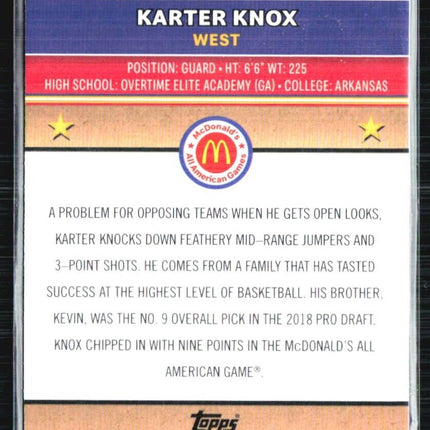 KARTER KNOX
WEST
POSITION: GUARD • HT: 6'6" WT: 225
HIGH SCHOOL: OVERTIME ELITE ACADEMY (GA) • COLLEGE: ARKANSAS
McDonald's
All American Games
A PROBLEM FOR OPPOSING TEAMS WHEN HE GETS OPEN LOOKS,
KARTER KNOCKS DOWN FEATHERY MID–RANGE JUMPERS AND
3–POINT SHOTS. HE COMES FROM A FAMILY THAT HAS TASTED
SUCCESS AT THE HIGHEST LEVEL OF BASKETBALL. HIS BROTHER,
KEVIN, WAS THE NO. 9 OVERALL PICK IN THE 2018 PRO DRAFT.
KNOX CHIPPED IN WITH NINE POINTS IN THE McDONALD'S ALL
AMERICAN GAME®.
Topps®